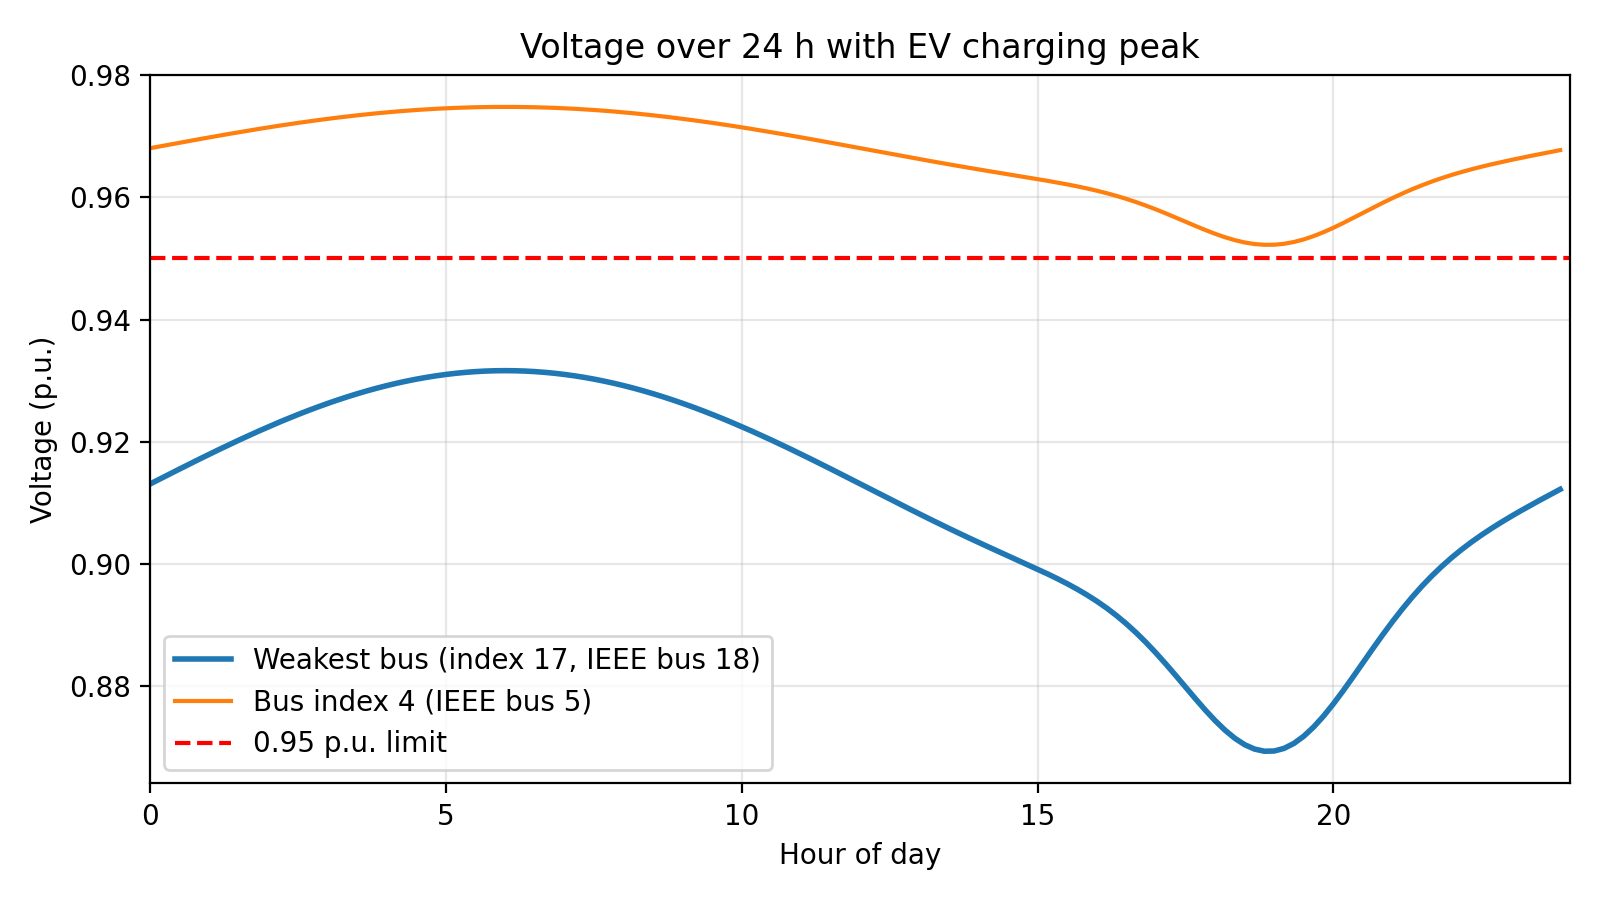 Voltage over 24 h with EV charging peak
0.98
0.96
0.94
0.92
0.90
0.88
Voltage (p.u.)
Weakest bus (index 17, IEEE bus 18)
Bus index 4 (IEEE bus 5)
0.95 p.u. limit
0 5 10 15 20
Hour of day